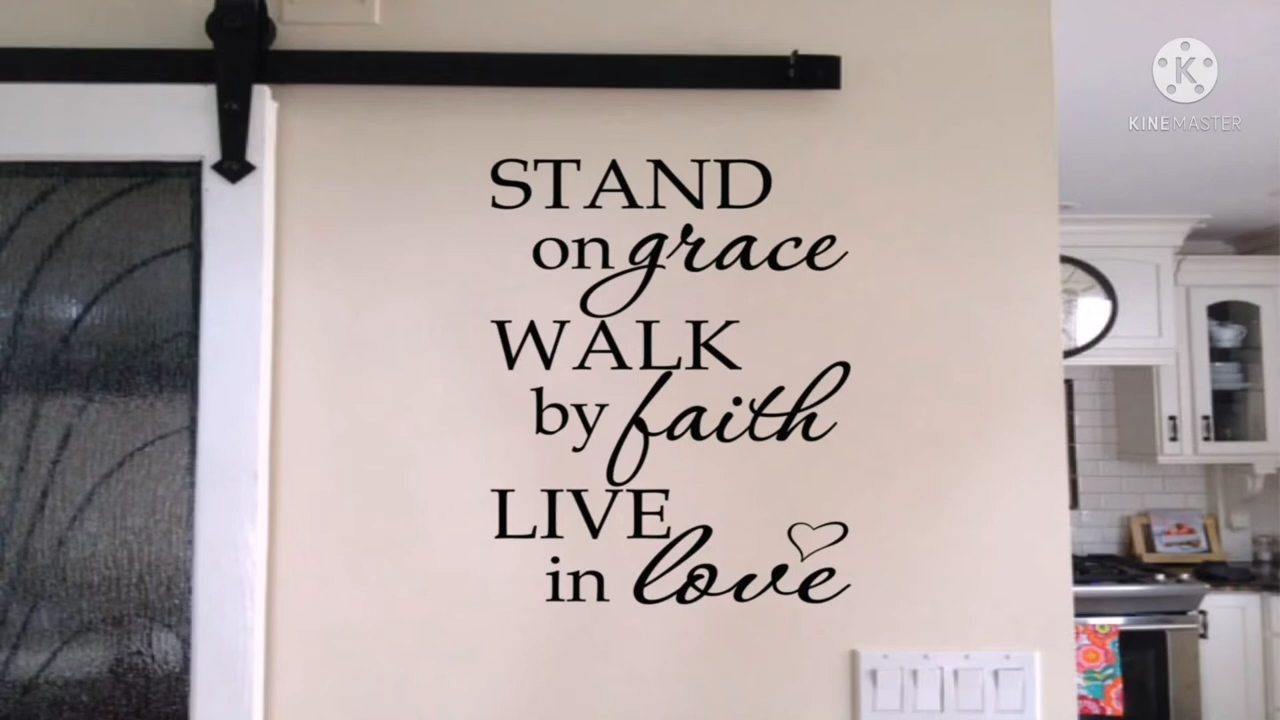 STAND
on grace
WALK
by faith
LIVE
in love
KINEMASTER